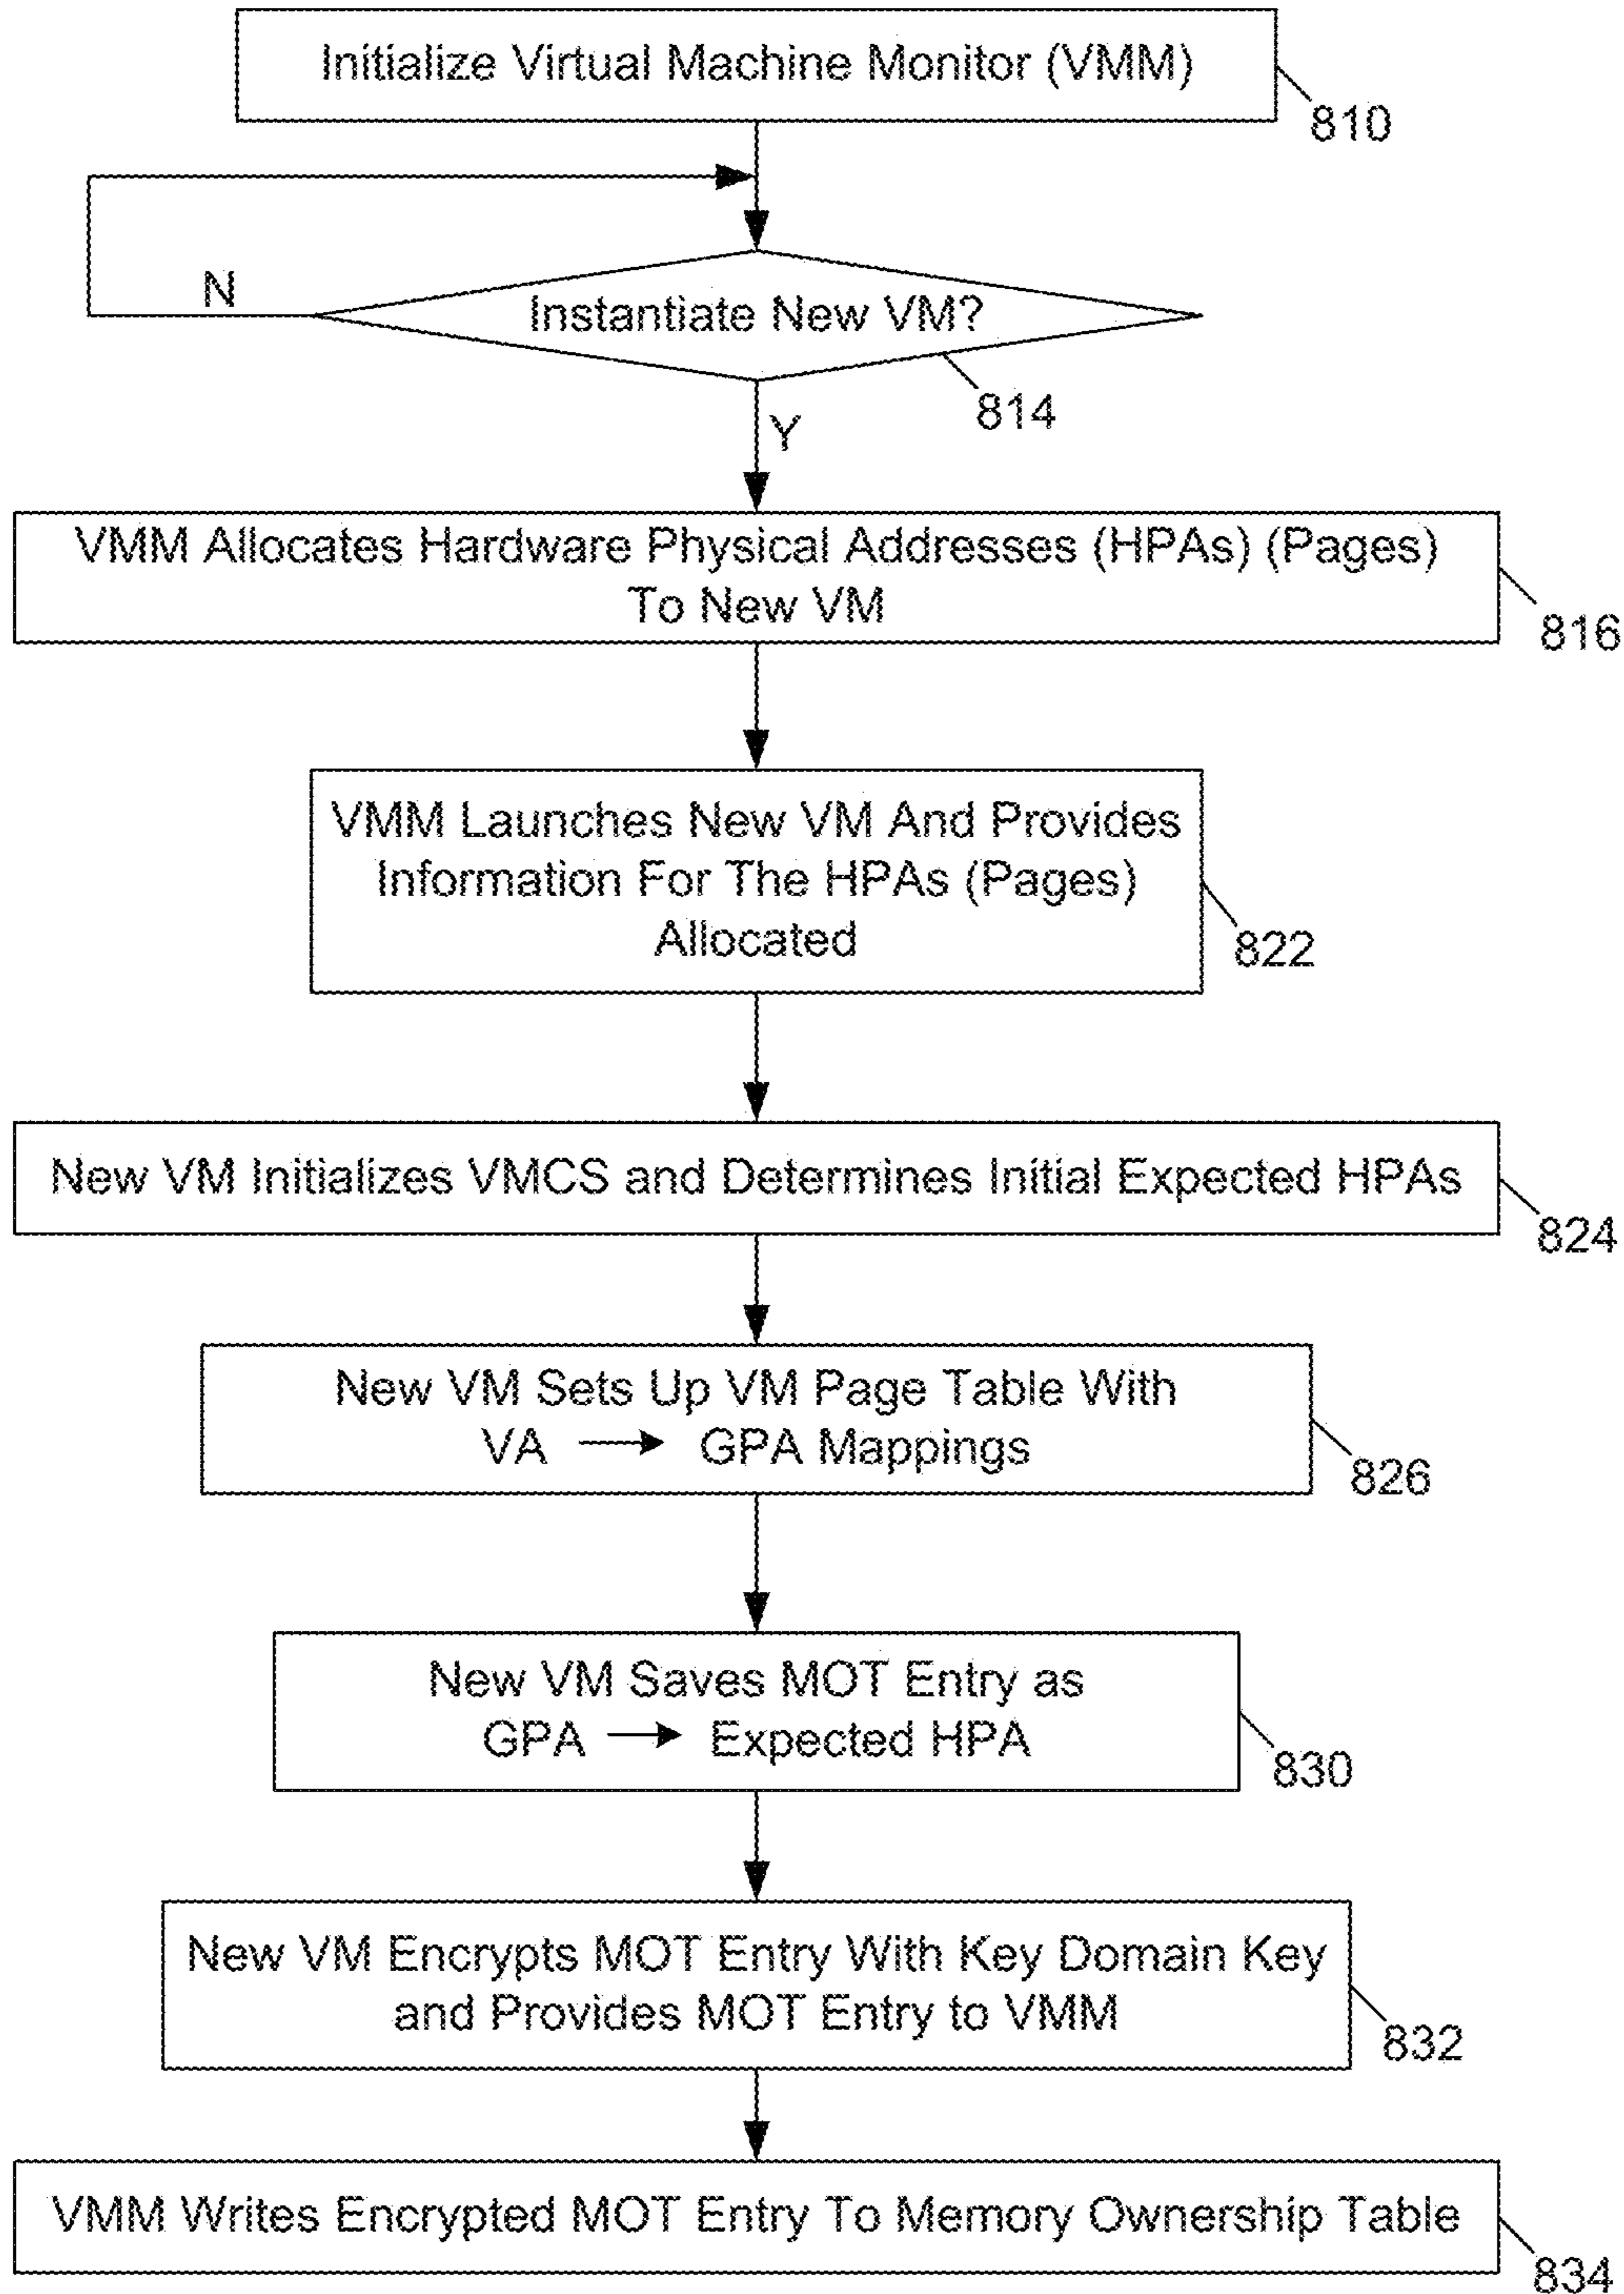 Initialize Virtual Machine Monitor (VMM)
810
N
Instantiate New VM?
814
Y
VMM Allocates Hardware Physical Addresses (HPAs) (Pages)
To New VM
816
VMM Launches New VM And Provides
Information For The HPAs (Pages)
Allocated
822
New VM Initializes VMCS and Determines Initial Expected HPAs
824
New VM Sets Up VM Page Table With
VA → GPA Mappings
826
New VM Saves MOT Entry as
GPA → Expected HPA
830
New VM Encrypts MOT Entry With Key Domain Key
and Provides MOT Entry to VMM
832
VMM Writes Encrypted MOT Entry To Memory Ownership Table
834